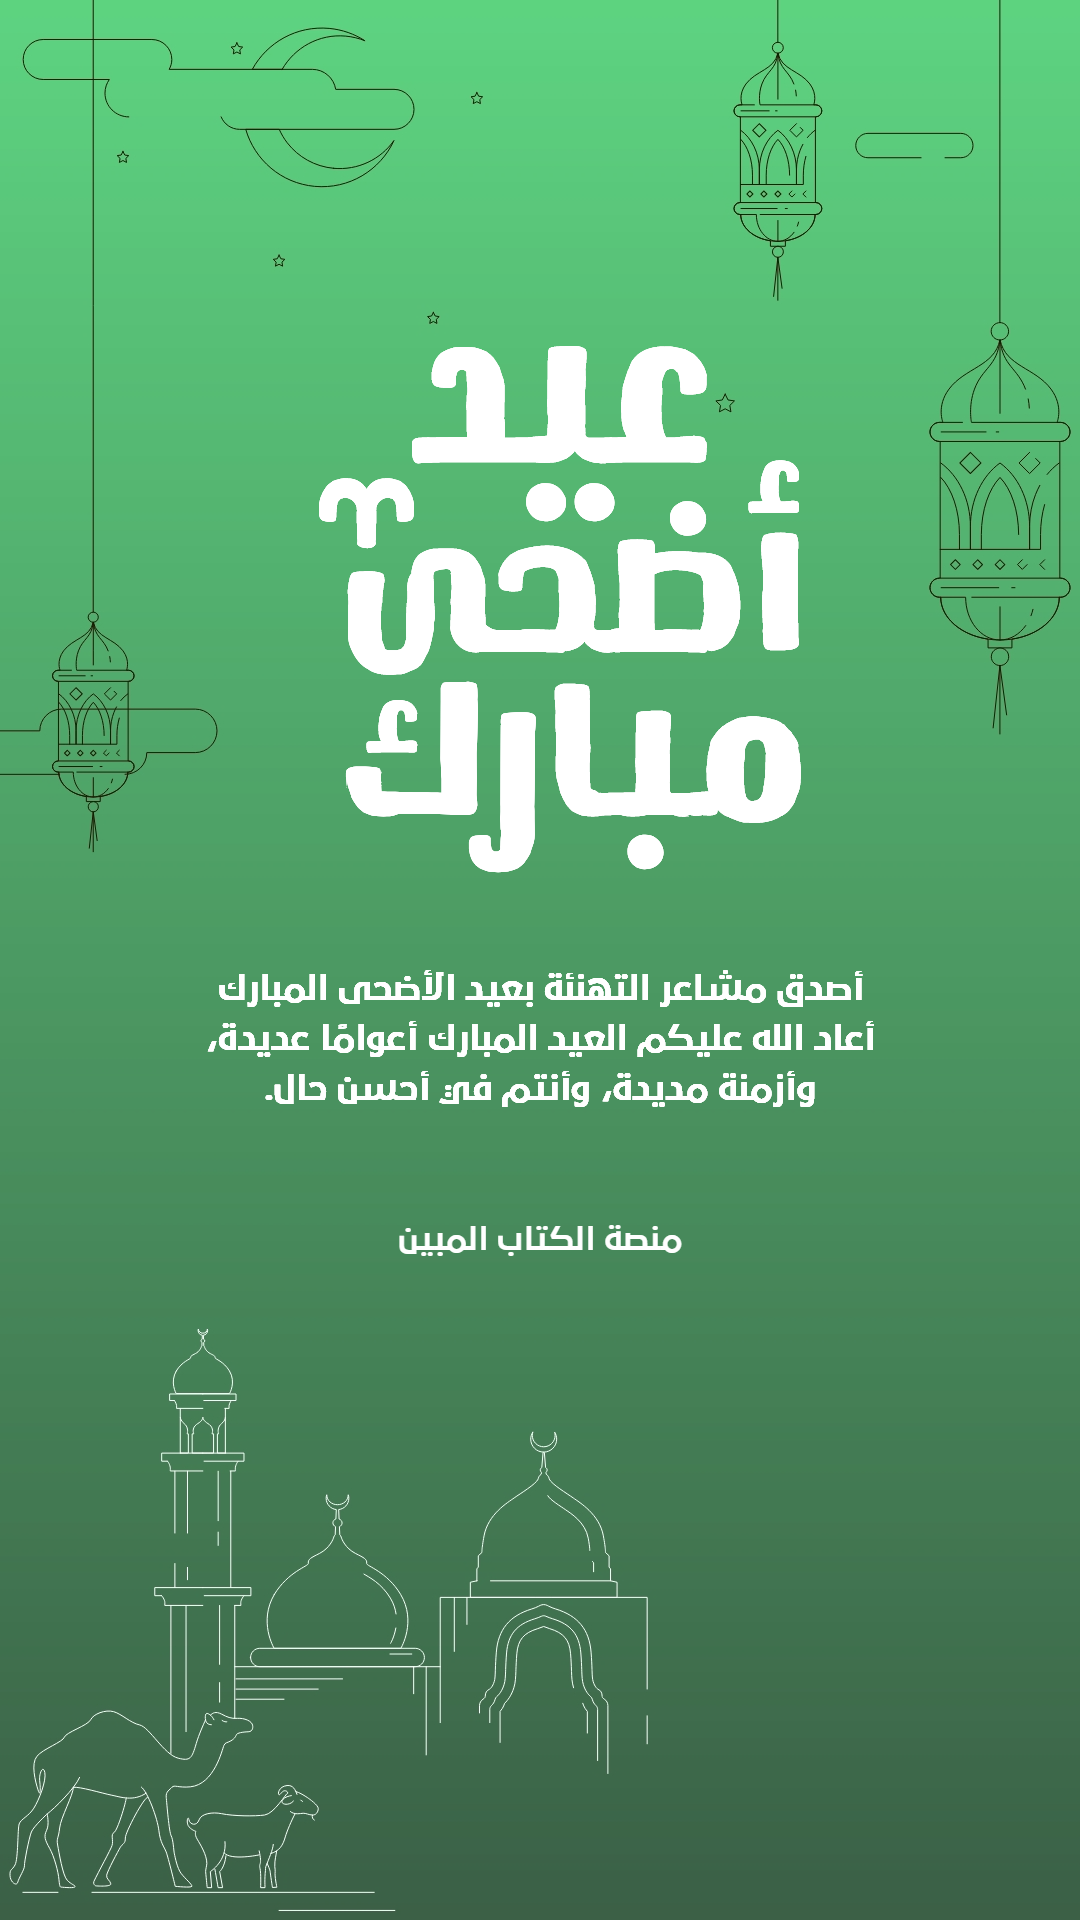 عيد
أضحىّ
مبارك
أصدق مشاعر التهنئة بعيد الأضحى المبارك
أعاد الله عليكم العيد المبارك أعوامًا عديدة,
وأزمنة مديدة, وأنتم في أحسن حال.
منصة الكتاب المبين